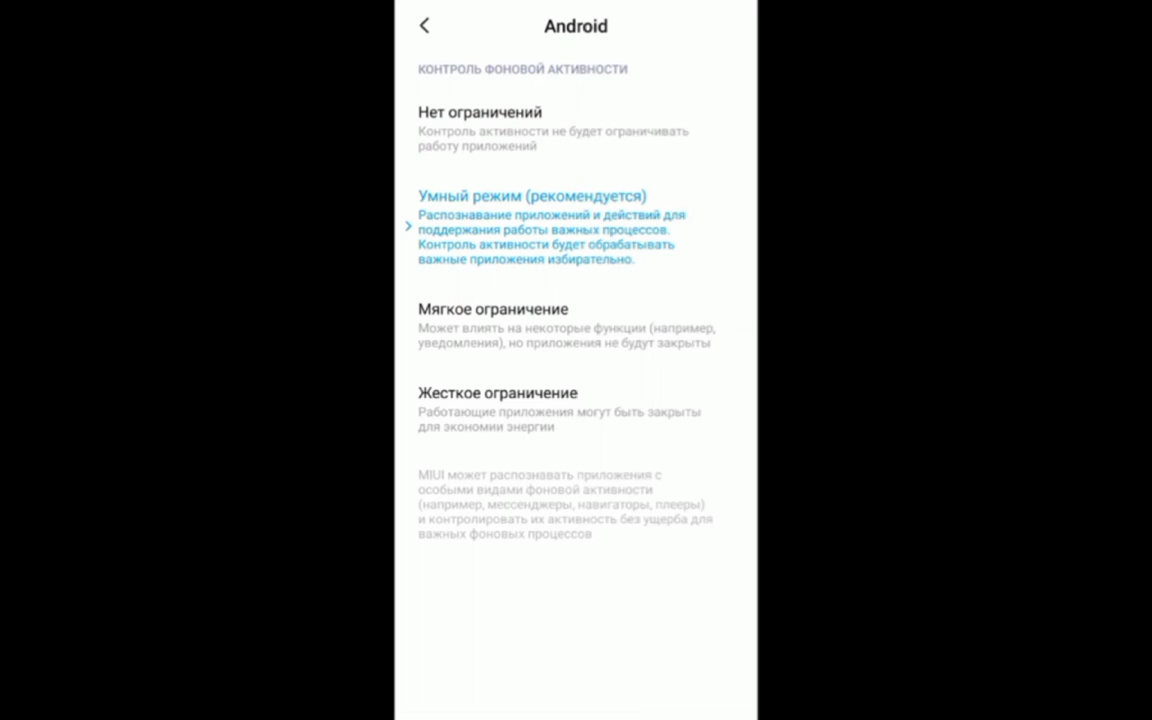 Android
КОНТРОЛЬ ФОНОВОЙ АКТИВНОСТИ
Нет ограничений
Контроль активности не будет ограничивать
работу приложений
Умный режим (рекомендуется)
Распознавание приложений и действий для
поддержания работы важных процессов.
Контроль активности будет обрабатывать
важные приложения избирательно.
Мягкое ограничение
Может влиять на некоторые функции (например,
уведомления), но приложения не будут закрыты
Жесткое ограничение
Работающие приложения могут быть закрыты
для экономии энергии
MIUI может распознавать приложения с
особыми видами фоновой активности
(например, мессенджеры, навигаторы, плееры)
и контролировать их активность без ущерба для
важных фоновых процессов